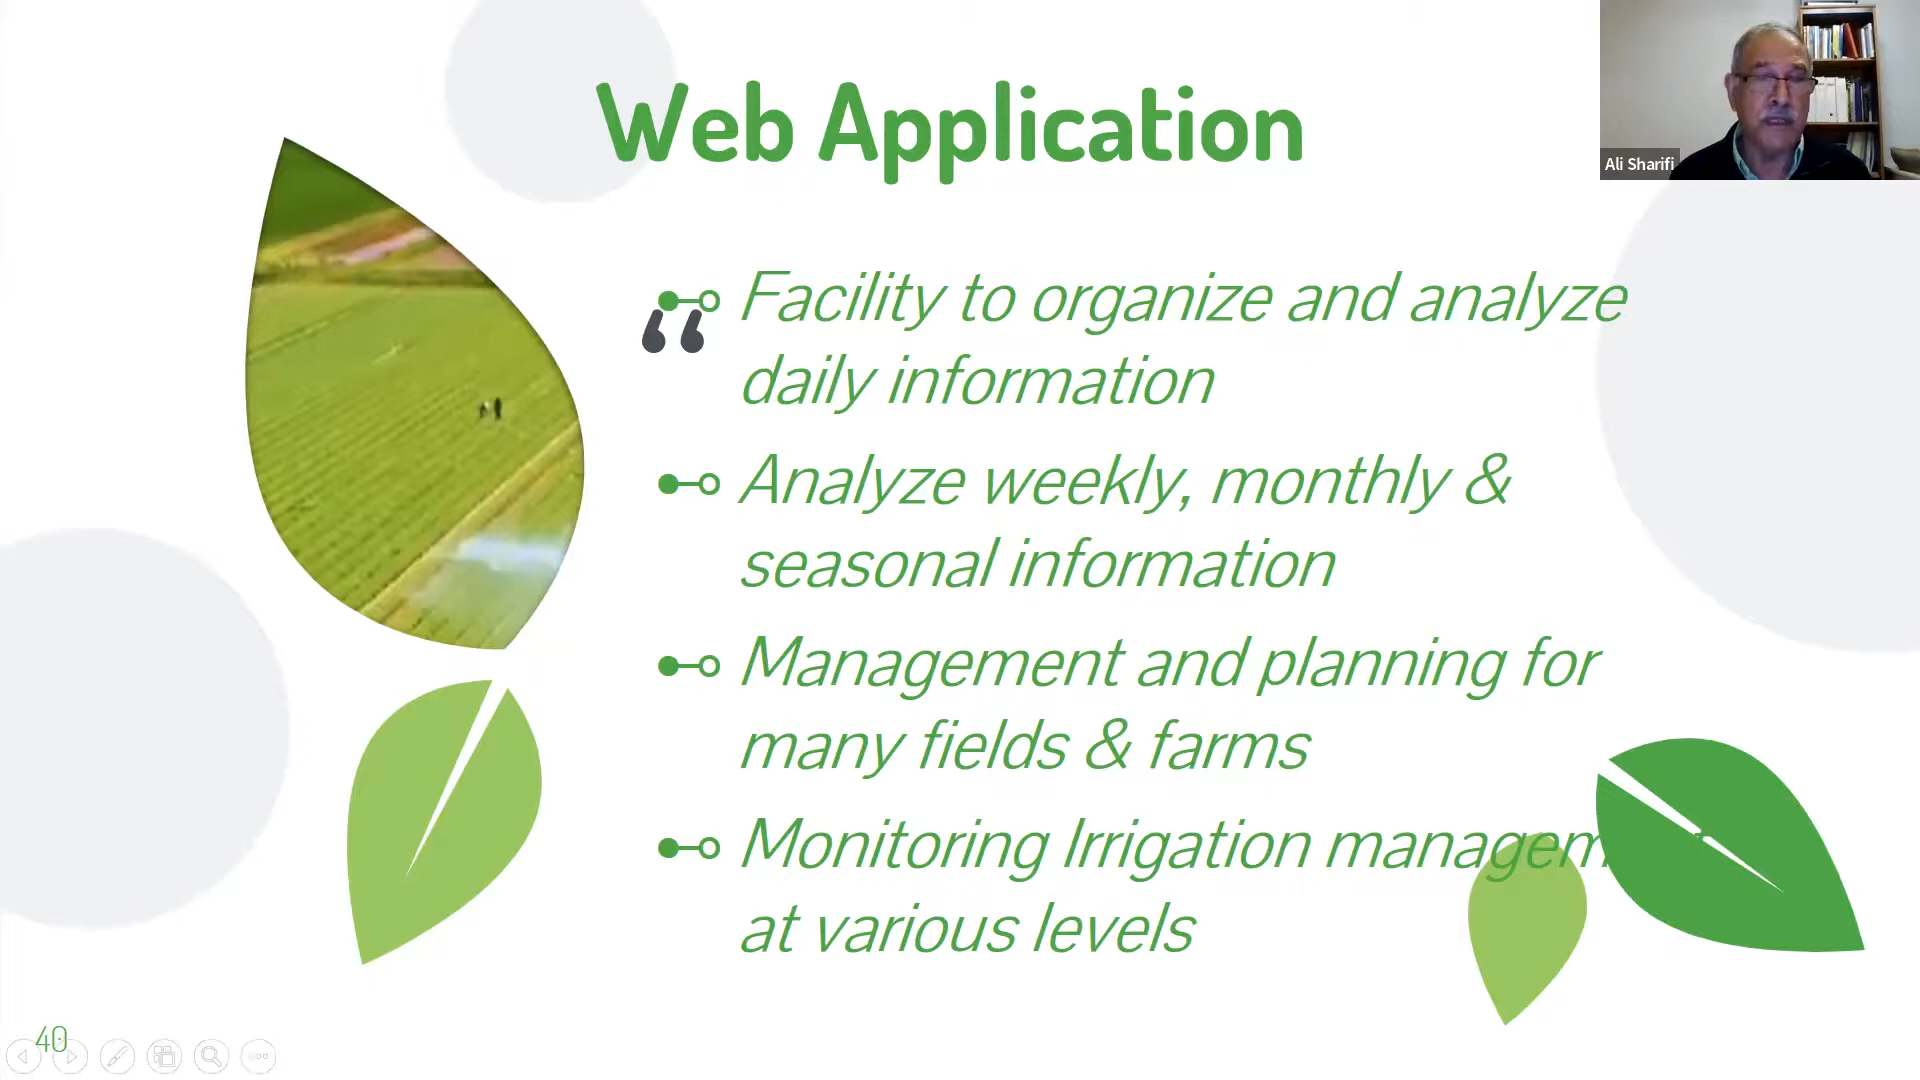 Web Application
Ali Sharifi
“
Facility to organize and analyze
daily information
Analyze weekly, monthly &
seasonal information
Management and planning for
many fields & farms
Monitoring Irrigation managem
at various levels
40